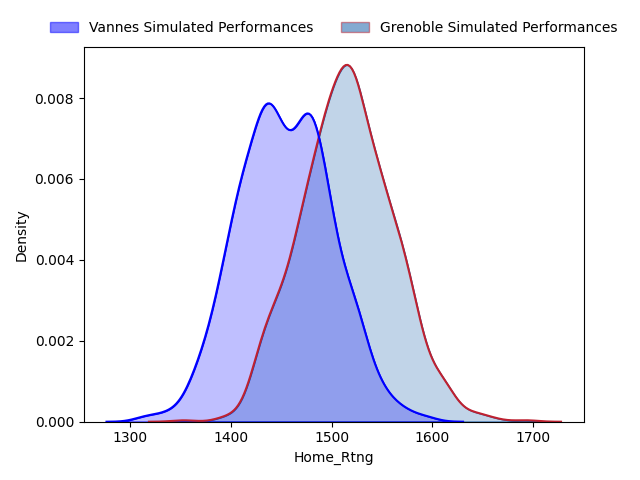 Vannes Simulated Performances
Grenoble Simulated Performances
Density
0.008
0.006
0.004
0.002
0.000
1300
1400
1500
1600
1700
Home_Rtng